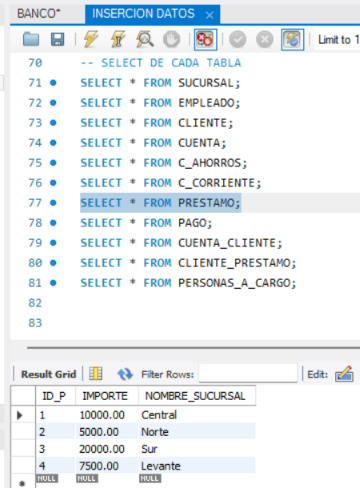 BANCO*
INSERCION DATOS
Limit to 1
70 -- SELECT DE CADA TABLA
71 SELECT * FROM SUCURSAL;
72 SELECT * FROM EMPLEADO;
73 SELECT * FROM CLIENTE;
74 SELECT * FROM CUENTA;
75 SELECT * FROM C_AHORROS;
76 SELECT * FROM C_CORRIENTE;
77 SELECT * FROM PRESTAMO;
78 SELECT * FROM PAGO;
79 SELECT * FROM CUENTA_CLIENTE;
80 SELECT * FROM CLIENTE_PRESTAMO;
81 SELECT * FROM PERSONAS_A_CARGO;
82
83
Result Grid Filter Rows: Edit:
ID_P IMPORTE NOMBRE_SUCURSAL
1 10000.00 Central
2 5000.00 Norte
3 20000.00 Sur
4 7500.00 Levante
NULL NULL NULL